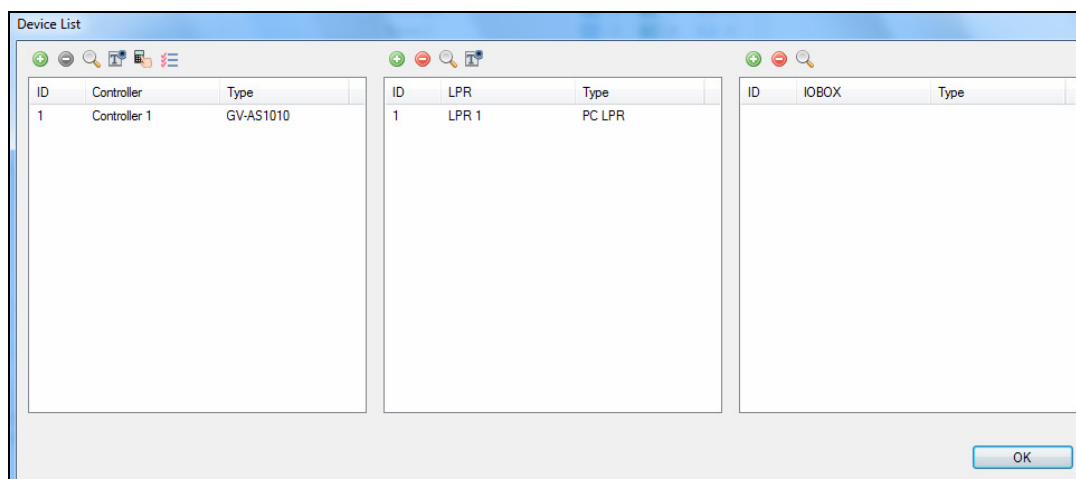 Device List
ID Controller Type
1 Controller 1 GV-AS1010
ID LPR Type
1 LPR 1 PC LPR
ID IOBOX Type
OK